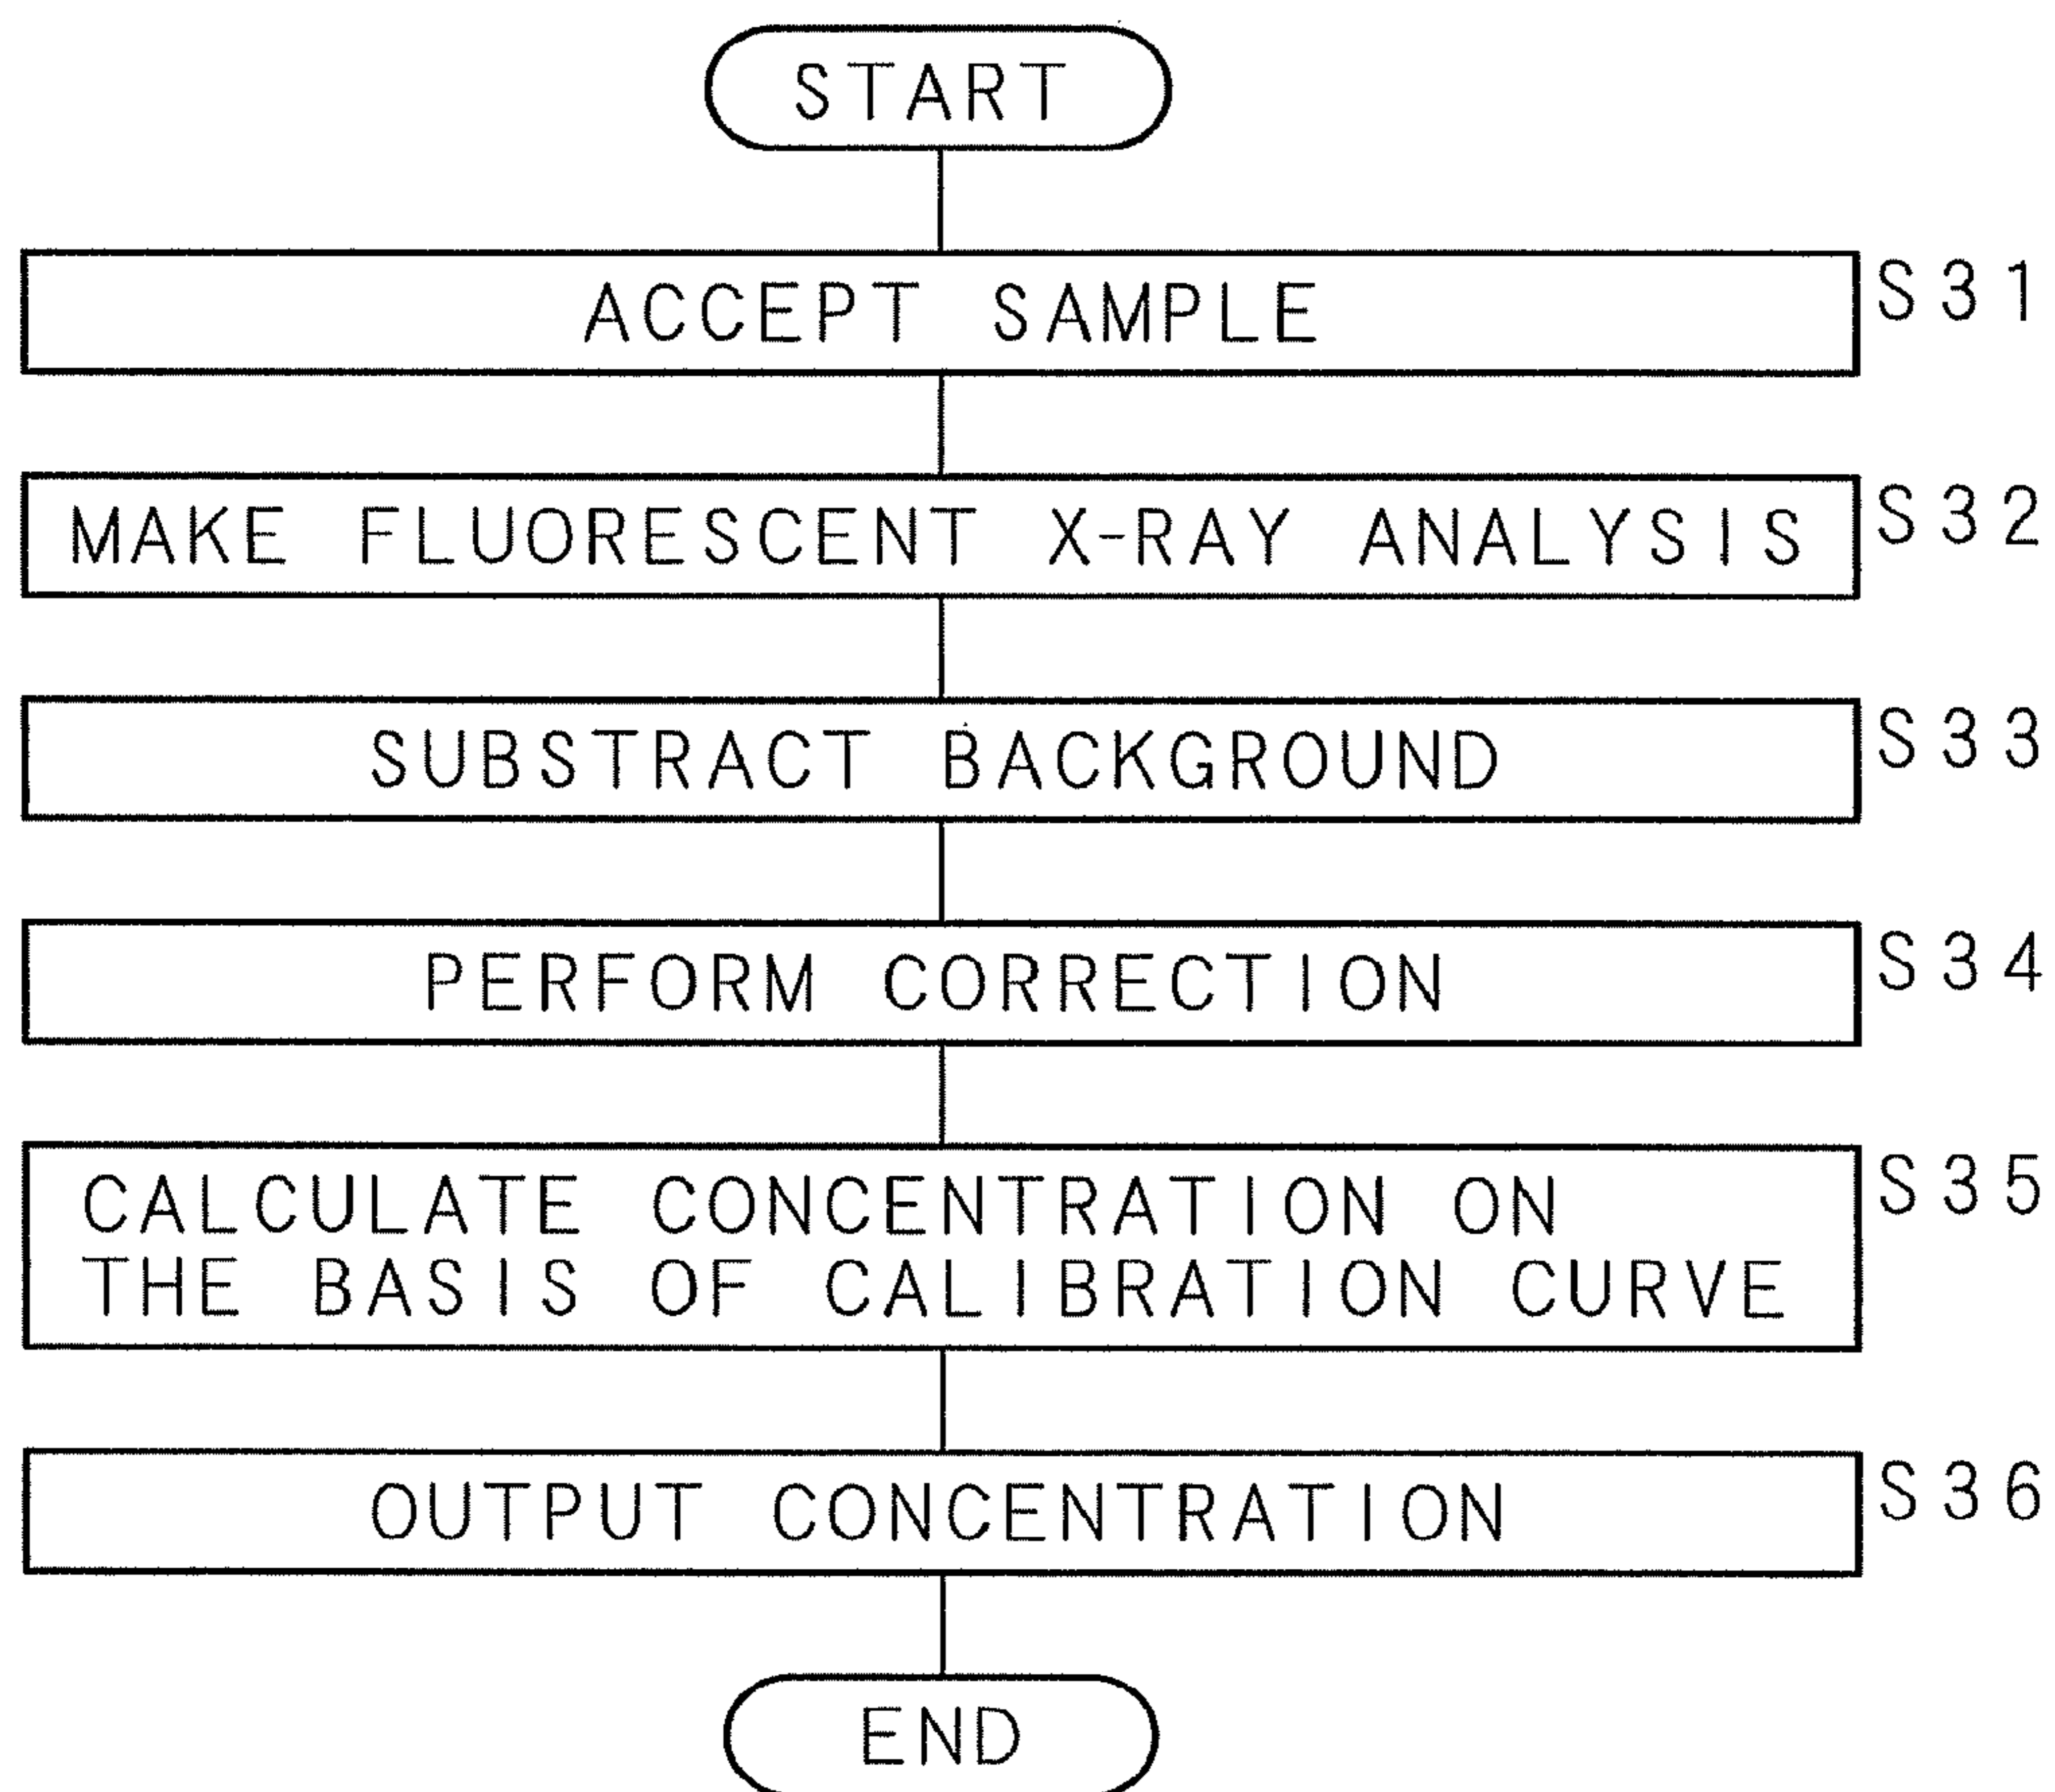 START
ACCEPT SAMPLE
S31
MAKE FLUORESCENT X-RAY ANALYSIS
S32
SUBSTRACT BACKGROUND
S33
PERFORM CORRECTION
S34
CALCULATE CONCENTRATION ON
THE BASIS OF CALIBRATION CURVE
S35
OUTPUT CONCENTRATION
S36
END